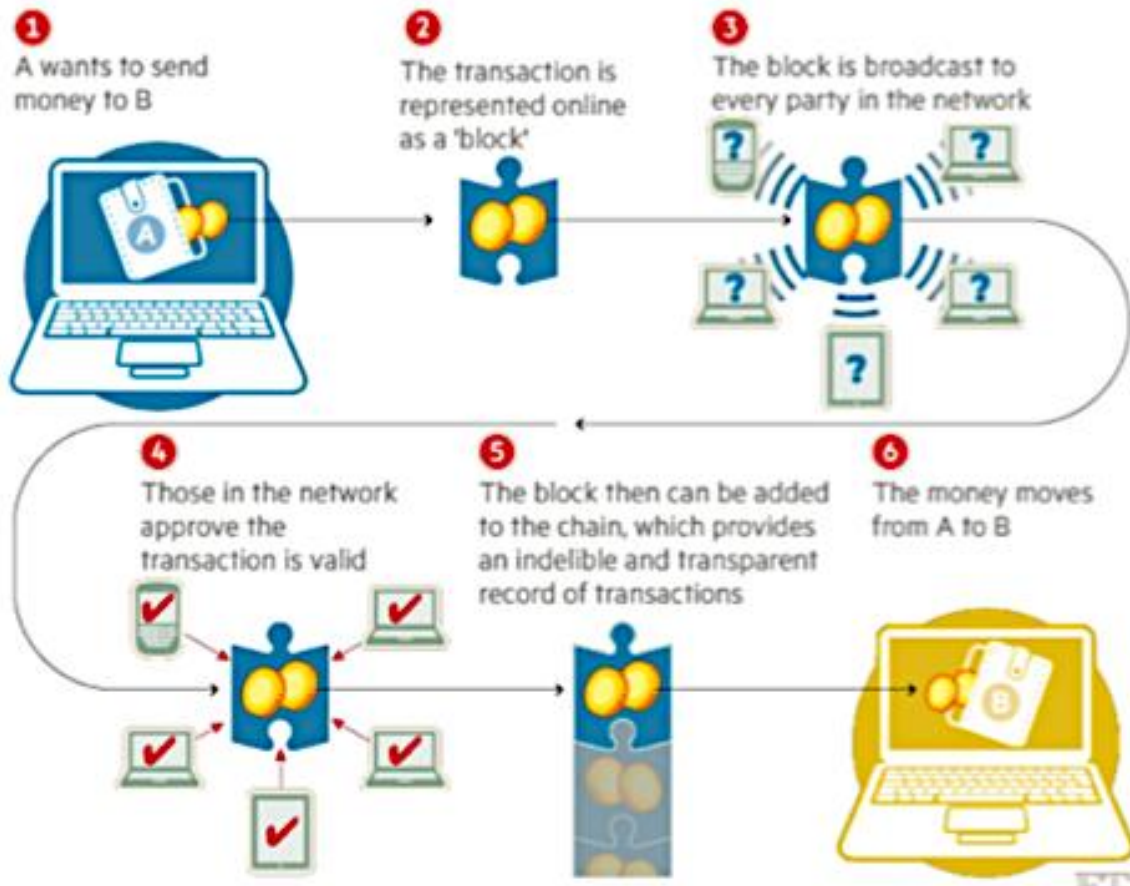 1
A wants to send
money to B
A
2
The transaction is
represented online
as a 'block'
3
The block is broadcast to
every party in the network
?
?
?
?
?
4
Those in the network
approve the
transaction is valid
5
The block then can be added
to the chain, which provides
an indelible and transparent
record of transactions
6
The money moves
from A to B
B